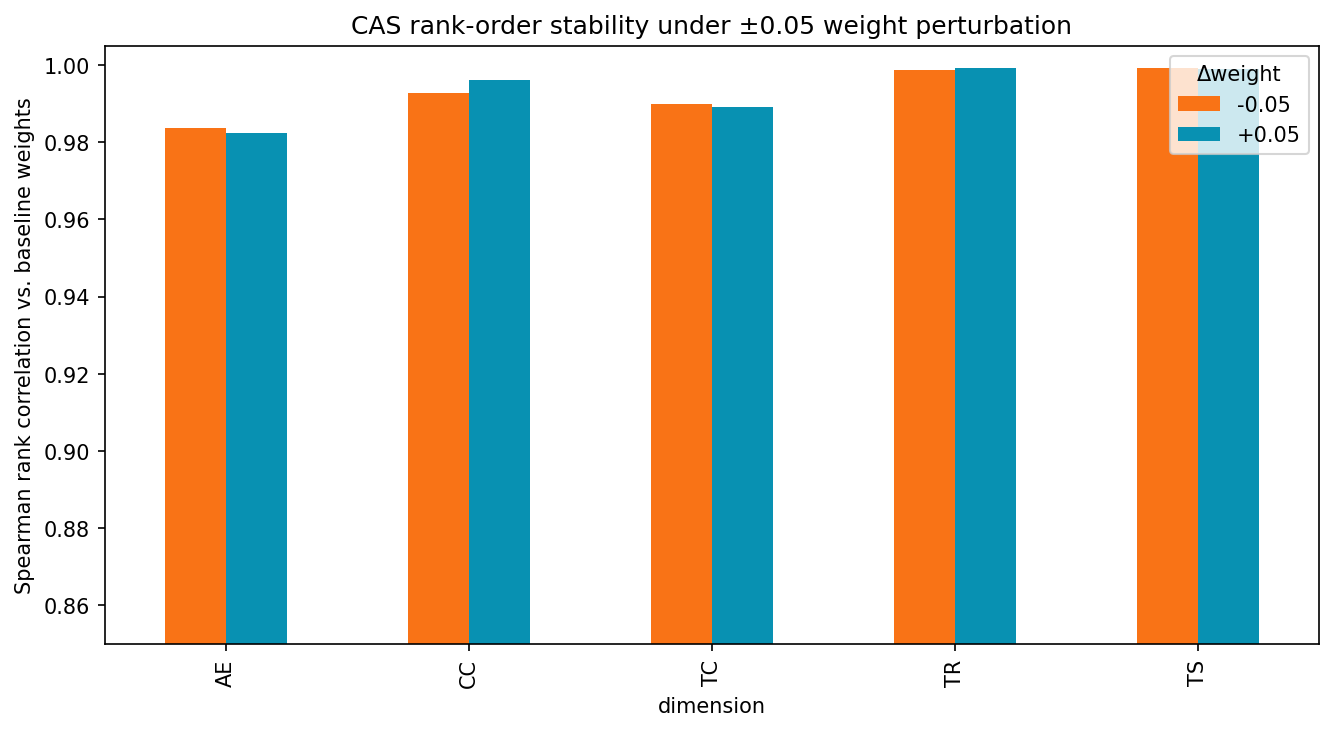 CAS rank-order stability under ±0.05 weight perturbation
Spearman rank correlation vs. baseline weights
1.00
0.98
0.96
0.94
0.92
0.90
0.88
0.86
Δweight
-0.05
+0.05
AE
CC
TC
TR
TS
dimension